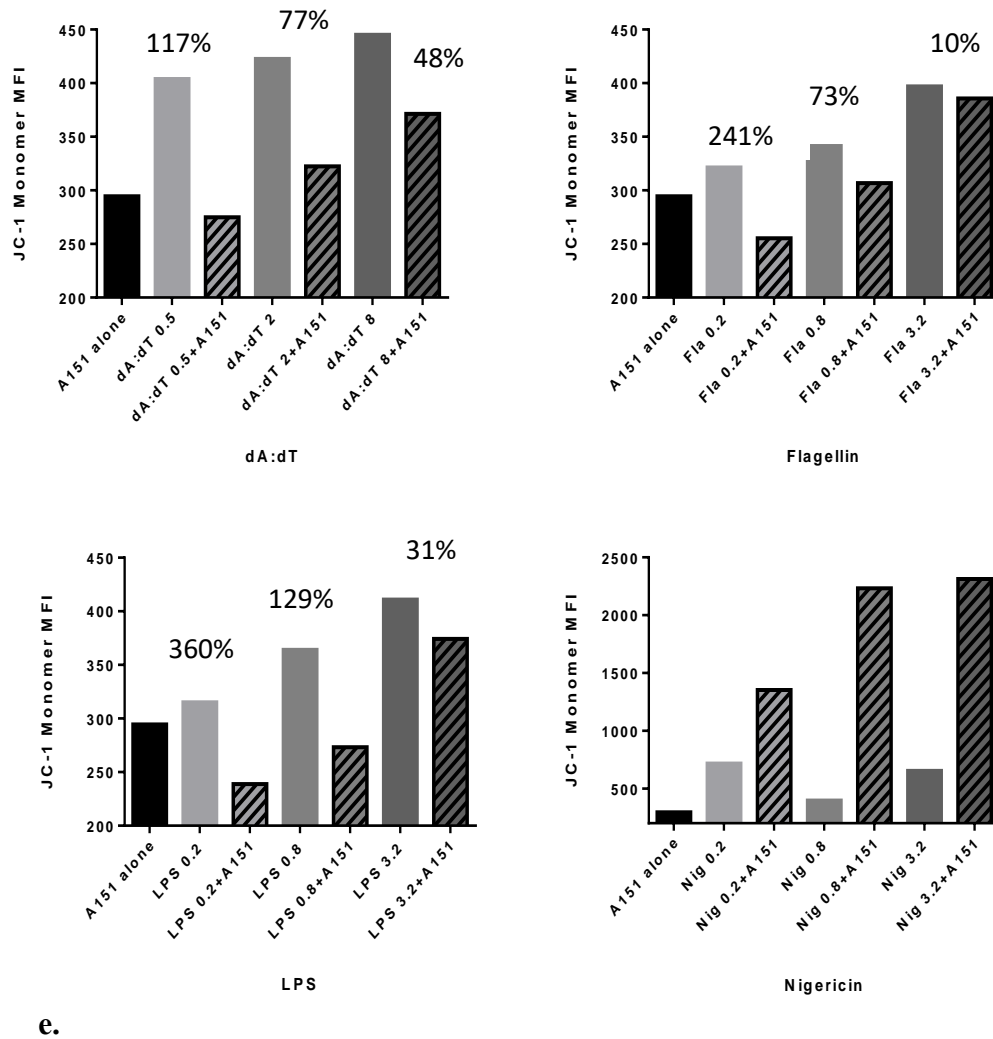 117%
77%
48%
JC-1 Monomer MFI
450
400
350
300
250
200
A151 alone
dA:dT 0.5
dA:dT 0.5+A151
dA:dT 2
dA:dT 2+A151
dA:dT 8
dA:dT 8+A151
dA:dT
241%
73%
10%
JC-1 Monomer MFI
450
400
350
300
250
200
A151 alone
Fla 0.2
Fla 0.2+A151
Fla 0.8
Fla 0.8+A151
Fla 3.2
Fla 3.2+A151
Flagellin
360%
129%
31%
JC-1 Monomer MFI
450
400
350
300
250
200
A151 alone
LPS 0.2
LPS 0.2+A151
LPS 0.8
LPS 0.8+A151
LPS 3.2
LPS 3.2+A151
LPS
JC-1 Monomer MFI
2500
2000
1500
1000
500
A151 alone
Nig 0.2
Nig 0.2+A151
Nig 0.8
Nig 0.8+A151
Nig 3.2
Nig 3.2+A151
Nigericin
e.